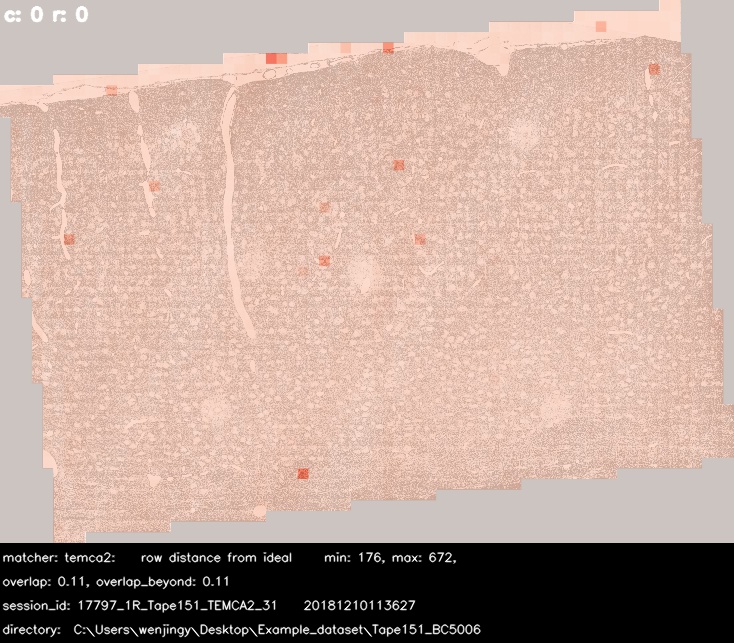 c: 0 r: 0
matcher: temca2: row distance from ideal min: 176, max: 672,
overlap: 0.11, overlap_beyond: 0.11
session_id: 17797_1R_Tape151_TEMCA2_31 20181210113627
directory: C:\Users\wenjingy\Desktop\Example_dataset\Tape151_BC5006